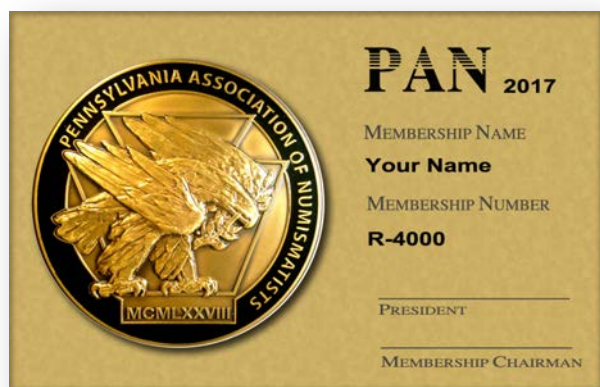 PENNSYLVANIA ASSOCIATION OF NUMISMATISTS
MCMLXXVIII
PAN 2017
MEMBERSHIP NAME
Your Name
MEMBERSHIP NUMBER
R-4000
PRESIDENT
MEMBERSHIP CHAIRMAN